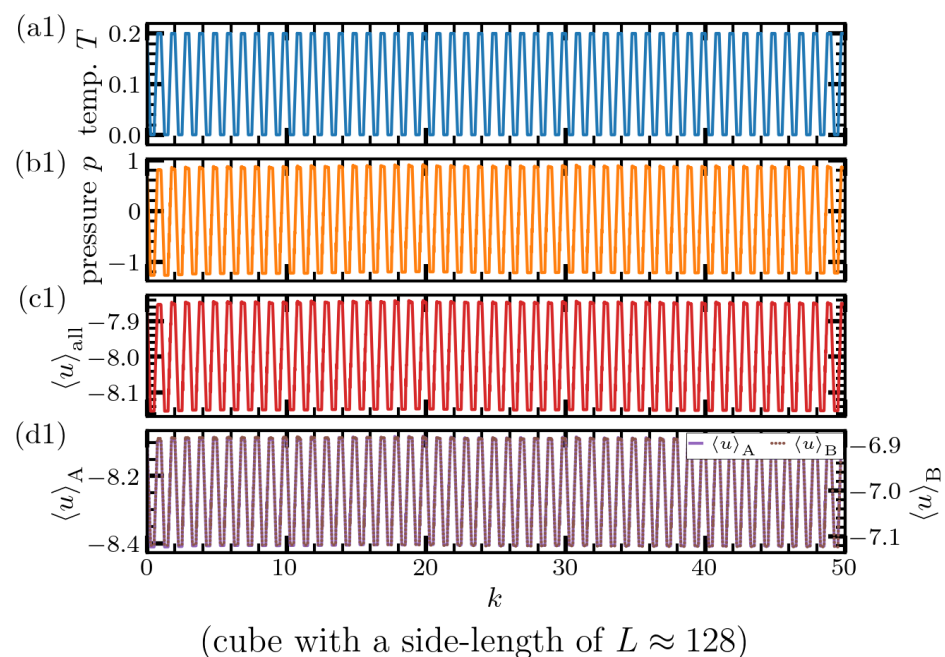 (a1)
temp. T
0.2
0.1
0.0
(b1)
pressure p
1
0
−1
(c1)
⟨u⟩all
−7.9
−8.0
−8.1
(d1)
⟨u⟩A
−8.2
−8.4
⟨u⟩A ⟨u⟩B
−6.9
−7.0
−7.1
⟨u⟩B
0 10 20 30 40 50
k
(cube with a side-length of L ≈ 128)